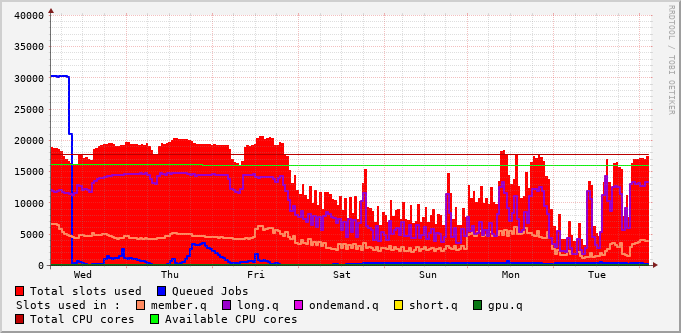 40000
35000
30000
25000
20000
15000
10000
5000
0
Wed Thu Fri Sat Sun Mon Tue
RRDTOOL / TOBI OETIKER
Total slots used Queued Jobs
Slots used in : member.q long.q ondemand.q short.q gpu.q
Total CPU cores Available CPU cores